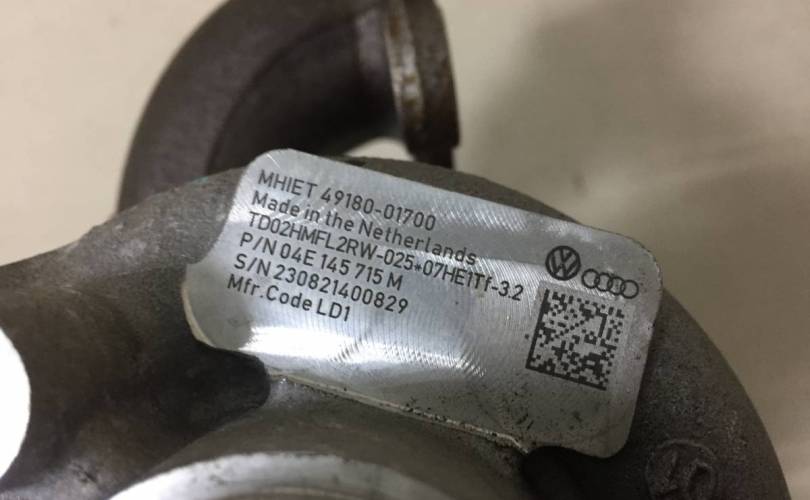 MHIET 49180-01700
Made in the Netherlands
TD02HMFL2RW-025*07HE1Tf-3.2
P/N 04E 145 715 M
S/N 230821400829
Mfr.Code LD1